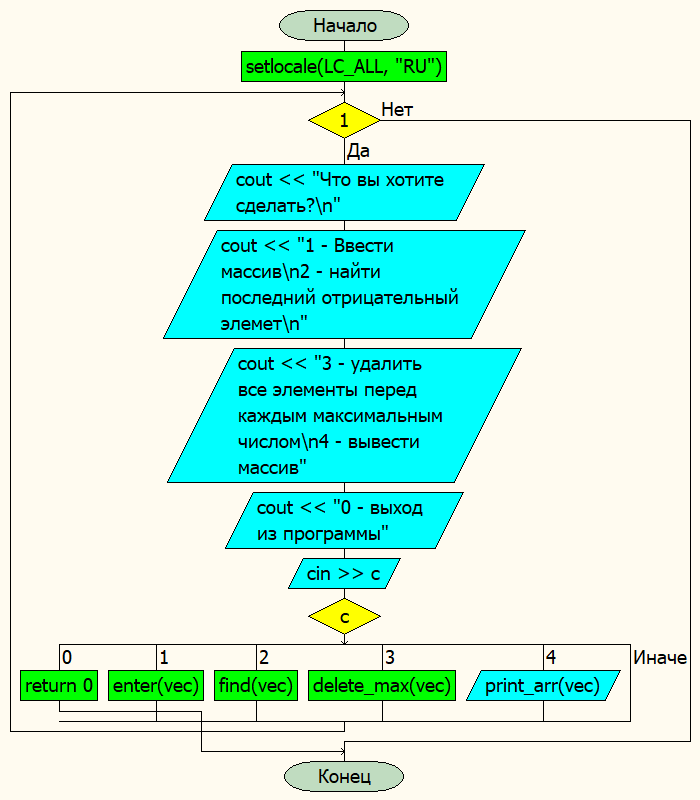 Начало
setlocale(LC_ALL, "RU")
1
Нет
Да
cout << "Что вы хотите
сделать?\n"
cout << "1 - Ввести
массив\n2 - найти
последний отрицательный
элемет\n"
cout << "3 - удалить
все элементы перед
каждым максимальным
числом\n4 - вывести
массив"
cout << "0 - выход
из программы"
cin >> c
c
0 1 2 3 4 Иначе
return 0 enter(vec) find(vec) delete_max(vec) print_arr(vec)
Конец